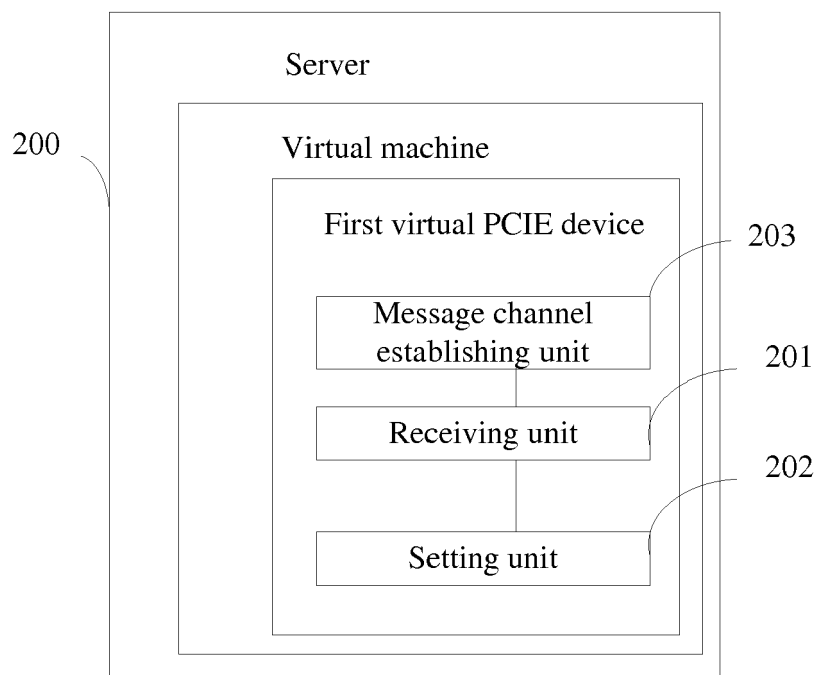 Server
200
Virtual machine
First virtual PCIE device
203
Message channel
establishing unit
201
Receiving unit
202
Setting unit